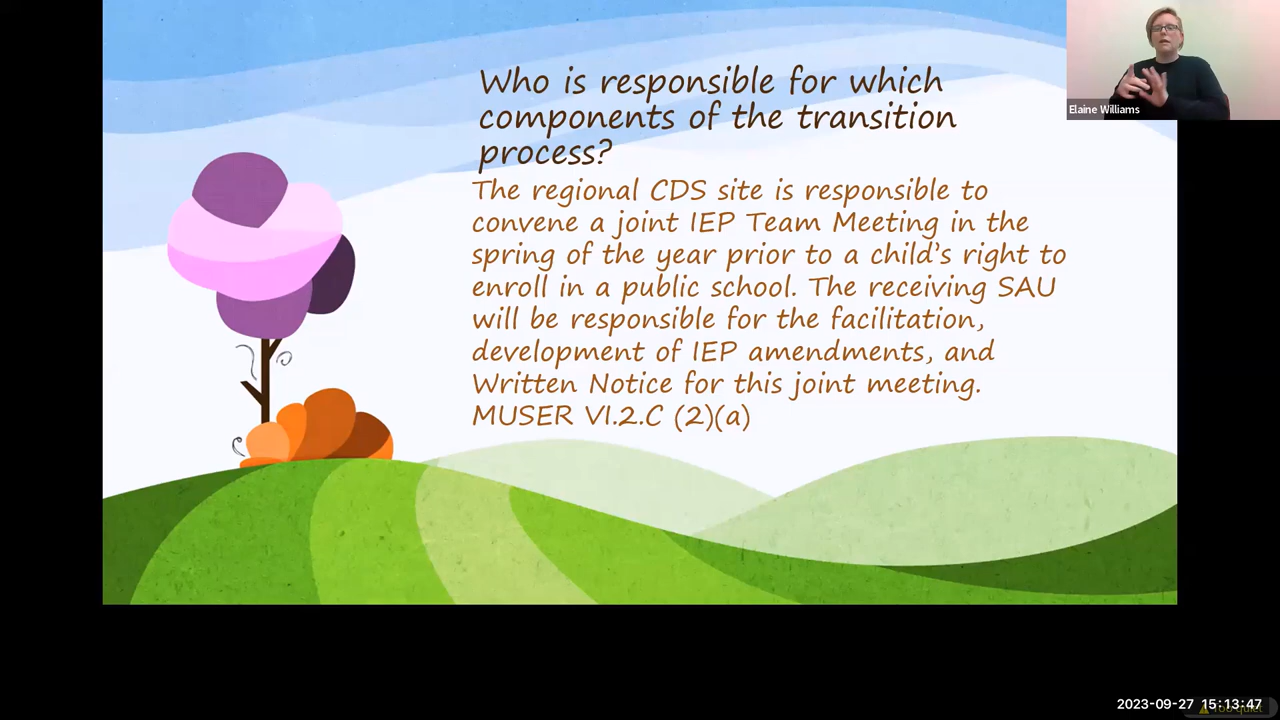 Who is responsible for which
components of the transition
process?
The regional CDS site is responsible to
convene a joint IEP Team Meeting in the
spring of the year prior to a child's right to
enroll in a public school. The receiving SAU
will be responsible for the facilitation,
development of IEP amendments, and
Written Notice for this joint meeting.
MUSER VI.2.C (2)(a)
Elaine Williams
2023-09-27 15:13:47